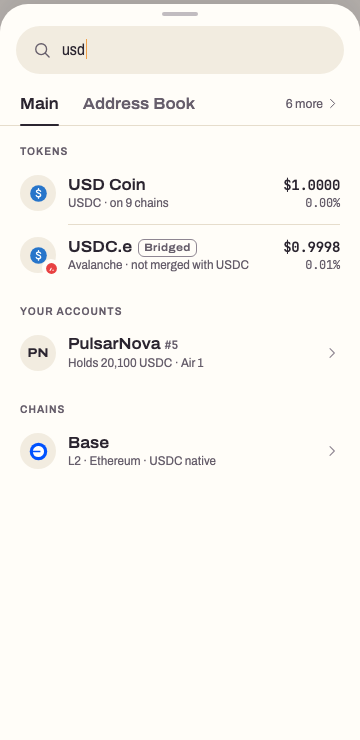 usd
Main Address Book 6 more
TOKENS
USD Coin $1.0000
USDC · on 9 chains 0.00%
USDC.e Bridged $0.9998
Avalanche · not merged with USDC 0.01%
YOUR ACCOUNTS
PN PulsarNova #5
Holds 20,100 USDC · Air 1
CHAINS
Base
L2 · Ethereum · USDC native